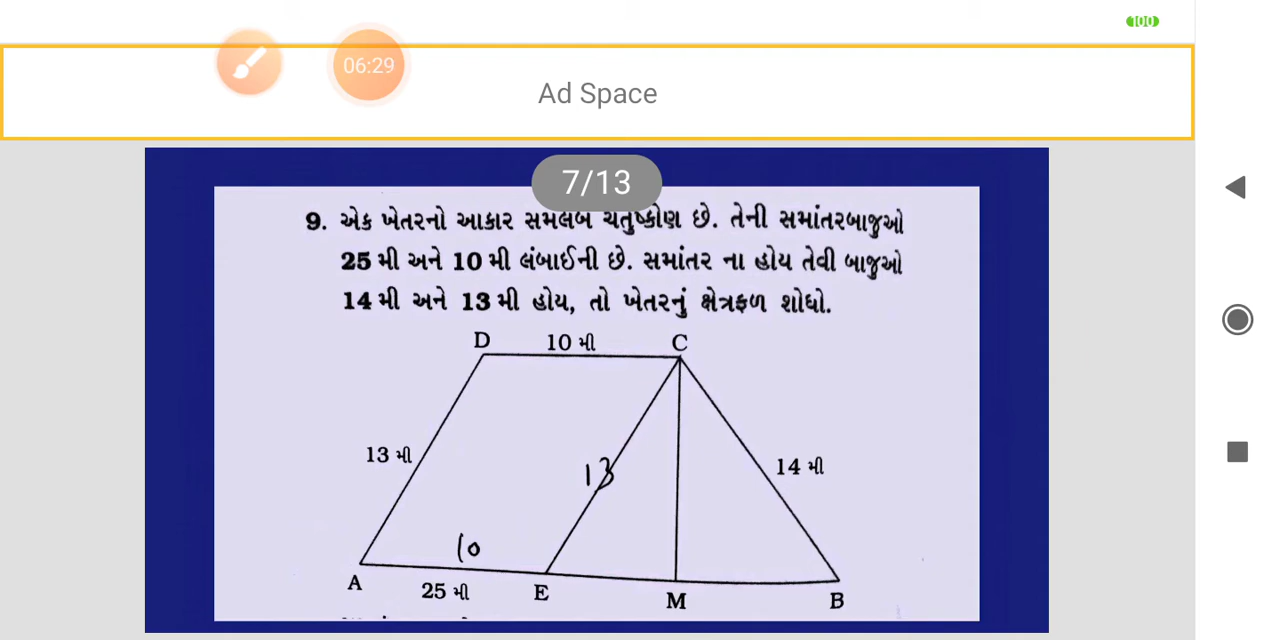 100
06:29
Ad Space
7/13
9. એક ખેતરનો આકાર સમલંબ ચતુષ્કોણ છે. તેની સમાંતરબાજુઓ
25 મી અને 10 મી લંબાઈની છે. સમાંતર ના હોય તેવી બાજુઓ
14 મી અને 13 મી હોય, તો ખેતરનું ક્ષેત્રફળ શોધો.
D 10 મી C
13 મી 13 14 મી
10
A 25 મી E M B